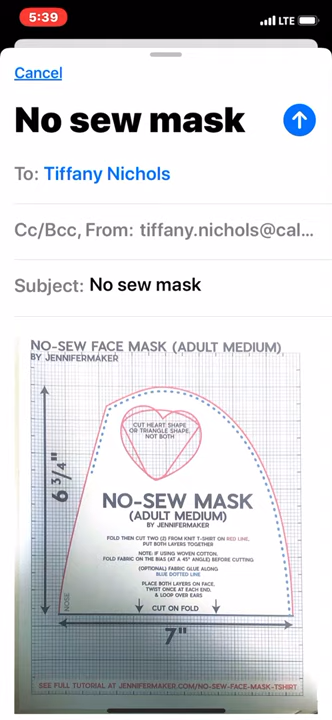 5:39
LTE
Cancel
No sew mask
To: Tiffany Nichols
Cc/Bcc, From: tiffany.nichols@cal...
Subject: No sew mask
NO-SEW FACE MASK (ADULT MEDIUM)
BY JENNIFERMAKER
CUT HEART SHAPE
OR TRIANGLE SHAPE,
NOT BOTH
6 3/4"
NO-SEW MASK
(ADULT MEDIUM)
BY JENNIFERMAKER
FOLD THEN CUT TWO (2) FROM KNIT T-SHIRT ON RED LINE,
PUT BOTH LAYERS TOGETHER
NOTE: IF USING WOVEN COTTON,
FOLD FABRIC ON THE BIAS (AT A 45° ANGLE) BEFORE CUTTING
(OPTIONAL) FABRIC GLUE ALONG
BLUE DOTTED LINE
PLACE BOTH LAYERS ON FACE,
TWIST ONCE AT EACH END,
& LOOP OVER EARS
NOSE
CUT ON FOLD
7"
SEE FULL TUTORIAL AT JENNIFERMAKER.COM/NO-SEW-FACE-MASK-TSHIRT